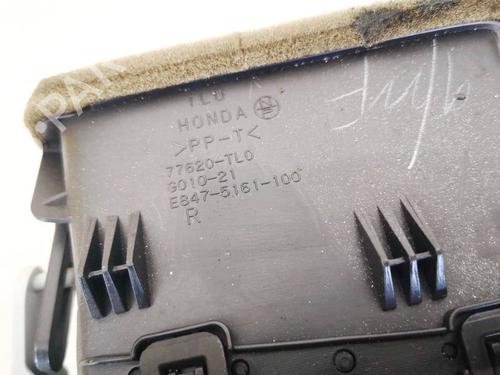 TL0
HONDA
>PP-T<
77620-TL0
G010-21
E847-5161-100
R